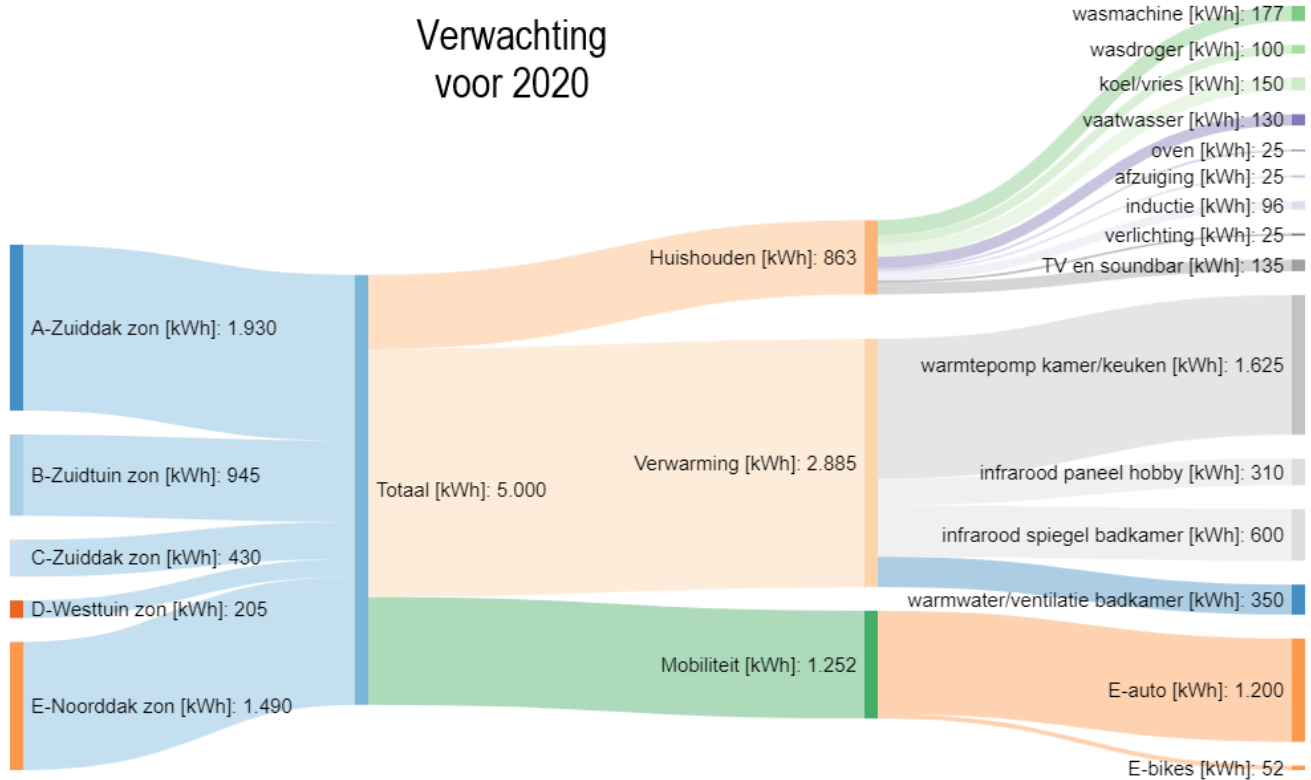 Verwachting
voor 2020
A-Zuiddak zon [kWh]: 1.930
B-Zuidtuin zon [kWh]: 945
C-Zuiddak zon [kWh]: 430
D-Westtuin zon [kWh]: 205
E-Noorddak zon [kWh]: 1.490
Totaal [kWh]: 5.000
Huishouden [kWh]: 863
Verwarming [kWh]: 2.885
Mobiliteit [kWh]: 1.252
wasmachine [kWh]: 177
wasdroger [kWh]: 100
koel/vries [kWh]: 150
vaatwasser [kWh]: 130
oven [kWh]: 25
afzuiging [kWh]: 25
inductie [kWh]: 96
verlichting [kWh]: 25
TV en soundbar [kWh]: 135
warmtepomp kamer/keuken [kWh]: 1.625
infrarood paneel hobby [kWh]: 310
infrarood spiegel badkamer [kWh]: 600
warmwater/ventilatie badkamer [kWh]: 350
E-auto [kWh]: 1.200
E-bikes [kWh]: 52